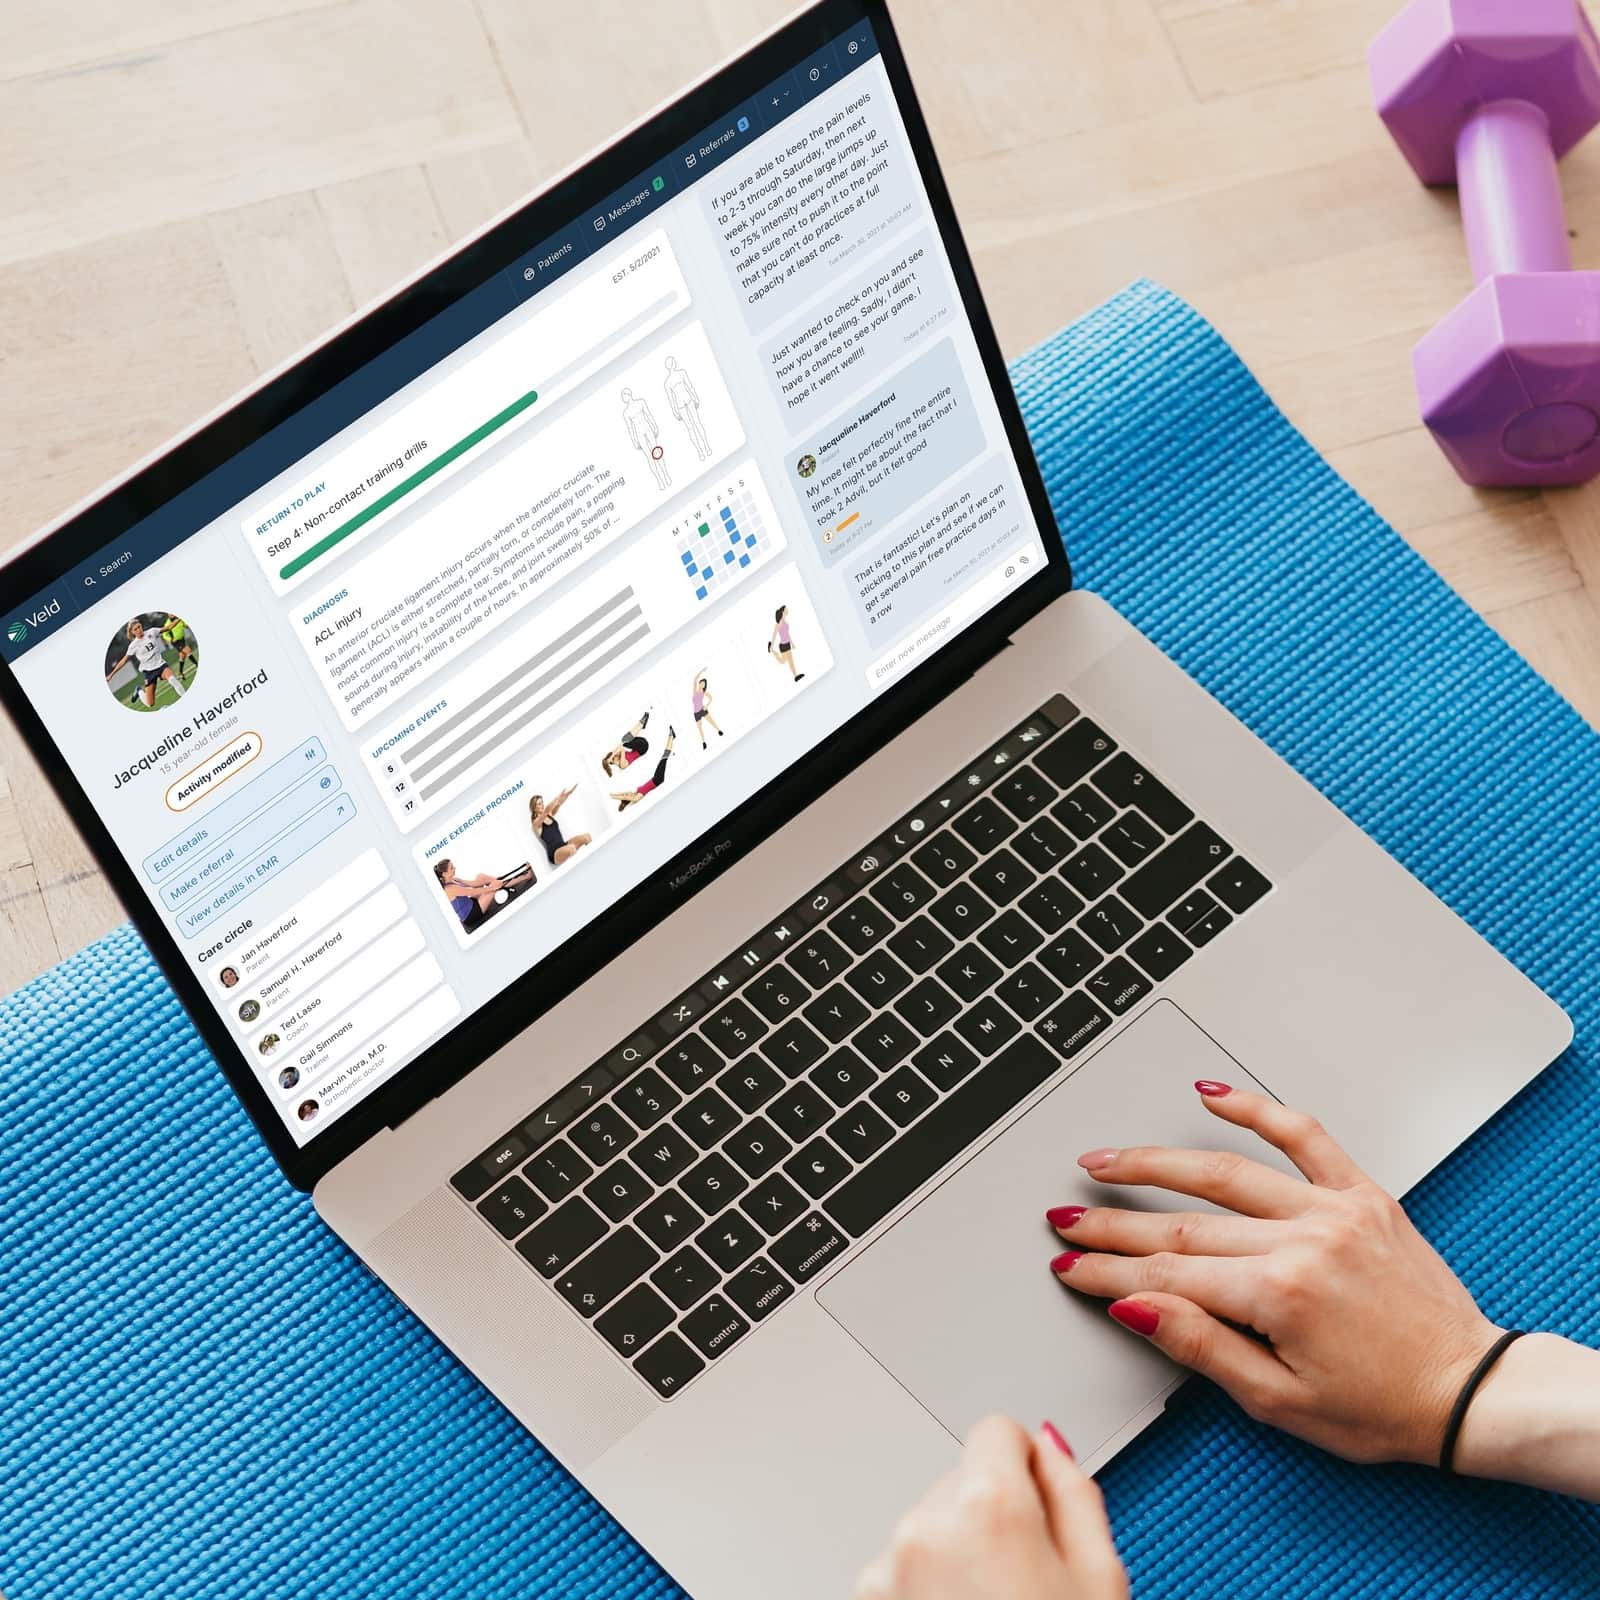 Veld
Search
Patients
Messages 7
Referrals 3
Jacqueline Haverford
15 year-old female
Activity modified
Edit details
Make referral
View details in EMR
Care circle
Jan Haverford
Parent
SH
Samuel H. Haverford
Parent
Ted Lasso
Coach
Gail Simmons
Trainer
Marvin Vora, M.D.
Orthopedic doctor
RETURN TO PLAY
EST. 5/2/2021
Step 4: Non-contact training drills
DIAGNOSIS
ACL injury
An anterior cruciate ligament injury occurs when the anterior cruciate
ligament (ACL) is either stretched, partially torn, or completely torn. The
most common injury is a complete tear. Symptoms include pain, a popping
sound during injury, instability of the knee, and joint swelling. Swelling
generally appears within a couple of hours. In approximately 50% of ...
UPCOMING EVENTS
5
12
17
M T W T F S S
HOME EXERCISE PROGRAM
If you are able to keep the pain levels
to 2-3 through Saturday, then next
week you can do the large jumps up
to 75% intensity every other day. Just
make sure not to push it to the point
that you can't do practices at full
capacity at least once.
Tue March 30, 2021 at 10:03 AM
Just wanted to check on you and see
how you are feeling. Sadly, I didn't
have a chance to see your game. I
hope it went well!!!
Today at 9:27 PM
Jacqueline Haverford
Patient
My knee felt perfectly fine the entire
time. It might be about the fact that I
took 2 Advil, but it felt good
2
Today at 9:27 PM
That is fantastic! Let's plan on
sticking to this plan and see if we can
get several pain free practice days in
a row
Tue March 30, 2021 at 10:03 AM
Enter new message
MacBook Pro
esc
± § ! 1 @ 2 # 3 $ 4 % 5 ^ 6 & 7 * 8 ( 9 ) 0 _ - + =
Q W E R T Y U I O P { [ } ]
A S D F G H J K L : ; " ' | \
~ ` Z X C V B N M < , > . ? /
fn control option command command option